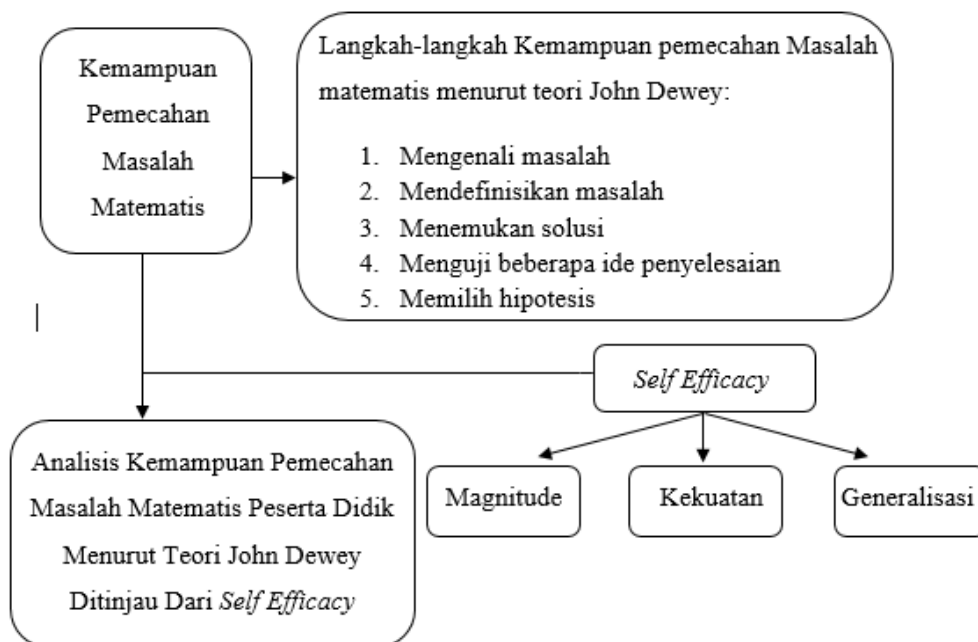 Kemampuan
Pemecahan
Masalah
Matematis
Langkah-langkah Kemampuan pemecahan Masalah
matematis menurut teori John Dewey:
1. Mengenali masalah
2. Mendefinisikan masalah
3. Menemukan solusi
4. Menguji beberapa ide penyelesaian
5. Memilih hipotesis
Self Efficacy
Analisis Kemampuan Pemecahan
Masalah Matematis Peserta Didik
Menurut Teori John Dewey
Ditinjau Dari Self Efficacy
Magnitude
Kekuatan
Generalisasi